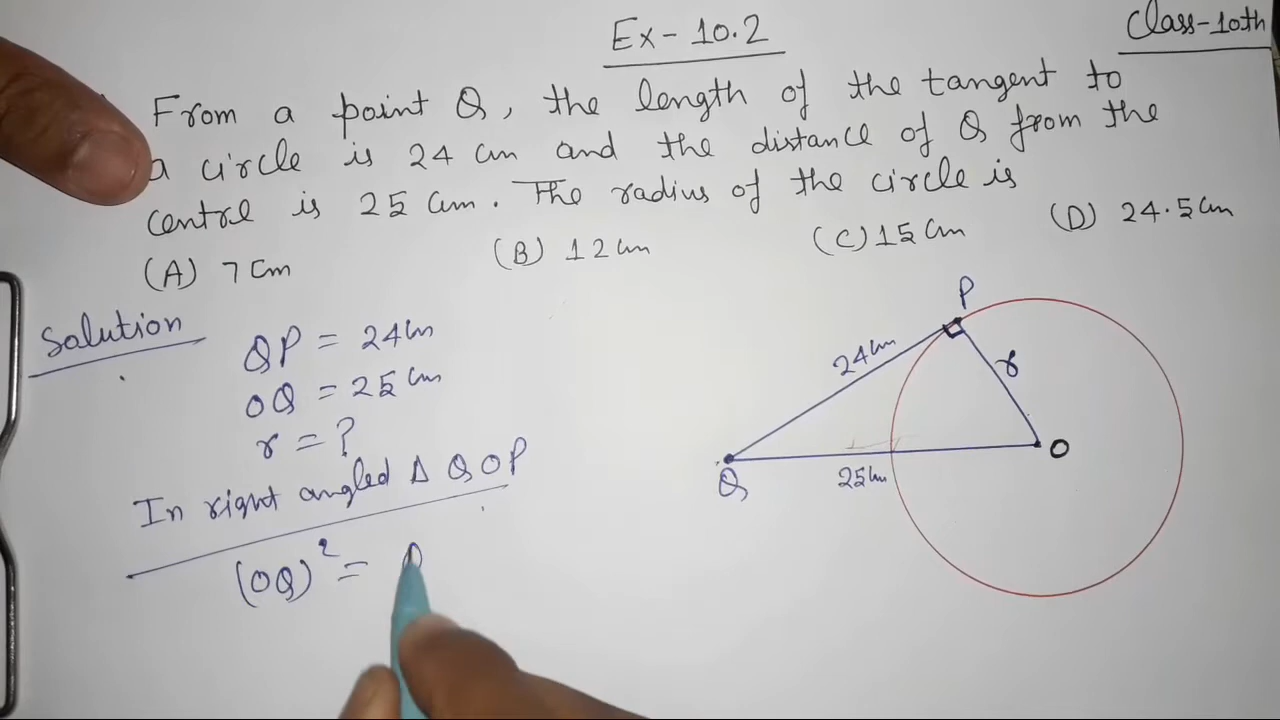 Ex-10.2
Class-10th
From a point Q, the length of the tangent to
a circle is 24 cm and the distance of Q from the
centre is 25 cm. The radius of the circle is
(A) 7 cm
(B) 12 cm
(C) 15 cm
(D) 24.5 cm
Solution
QP = 24 cm
OQ = 25 cm
r = ?
In right angled Δ QOP
(OQ)² =
P
24 cm
r
O
Q
25 cm